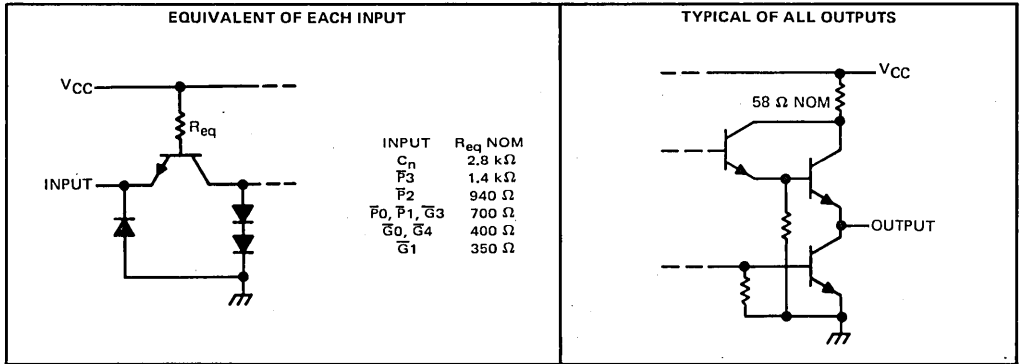 EQUIVALENT OF EACH INPUT
VCC
Req
INPUT
INPUT Req NOM
Cn 2.8 kΩ
P̅3 1.4 kΩ
P̅2 940 Ω
P̅0, P̅1, G̅3 700 Ω
G̅0, G̅4 400 Ω
G̅1 350 Ω
TYPICAL OF ALL OUTPUTS
VCC
58 Ω NOM
OUTPUT